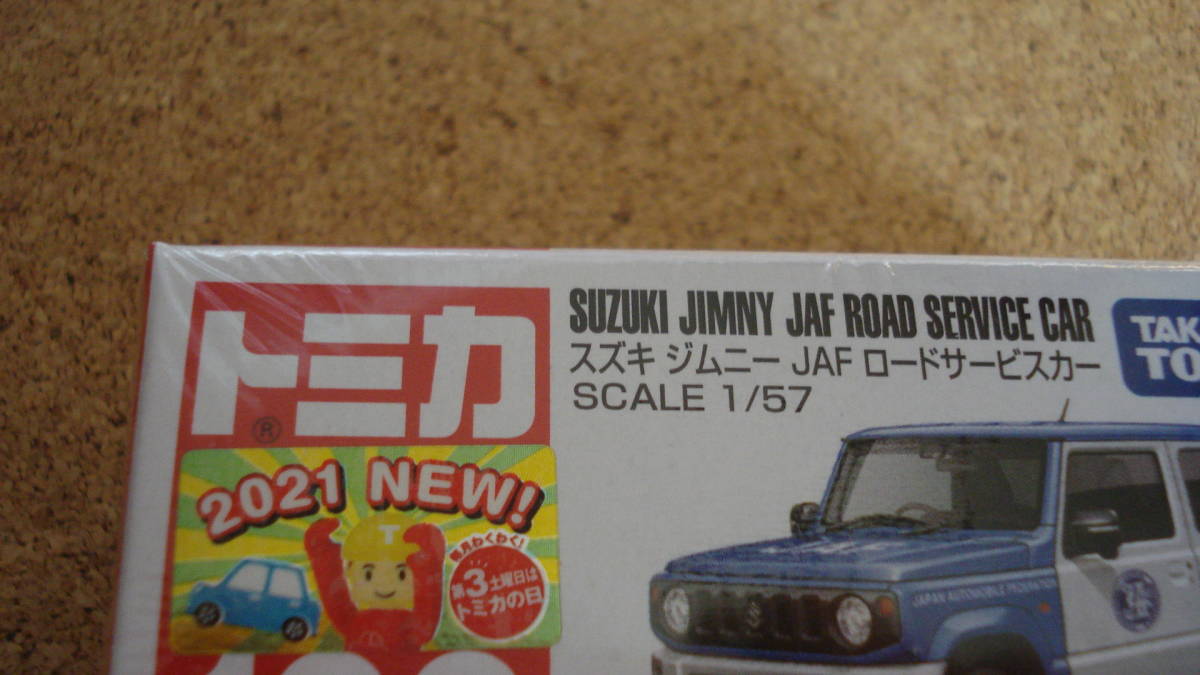 トミカ
®
SUZUKI JIMNY JAF ROAD SERVICE CAR
スズキ ジムニー JAF ロードサービスカー
SCALE 1/57
TAK
TO
2021 NEW!
T
毎月わくわく!
第3土曜日は
トミカの日
JAPAN AUTOMOBILE FEDERATION